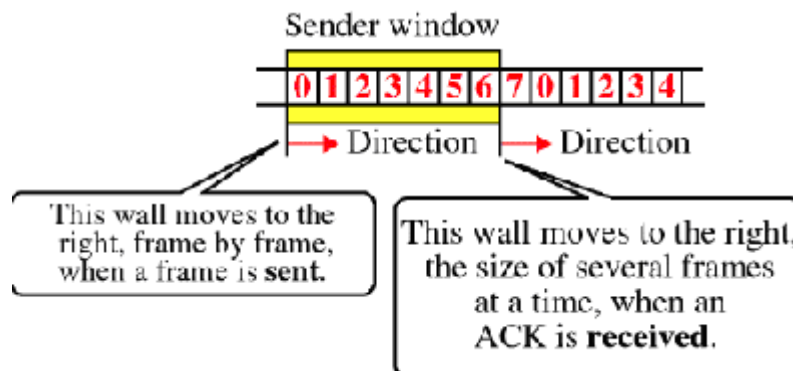 Sender window
0 1 2 3 4 5 6 7 0 1 2 3 4
Direction
Direction
This wall moves to the
right, frame by frame,
when a frame is sent.
This wall moves to the right,
the size of several frames
at a time, when an
ACK is received.